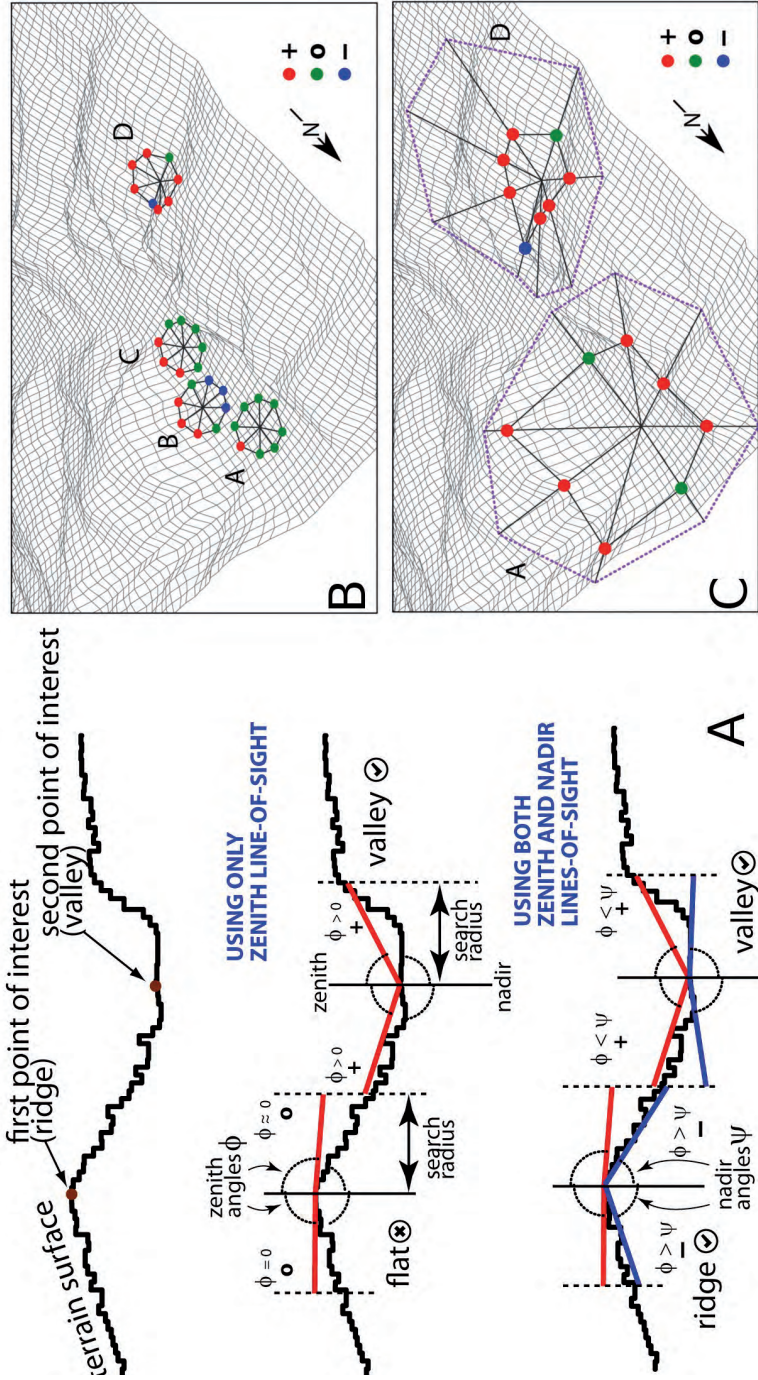 first point of interest
(ridge)
second point of interest
(valley)
terrain surface
USING ONLY
ZENITH LINE-OF-SIGHT
zenith
angles ϕ
ϕ = 0
o
ϕ ≈ 0
o
ϕ > 0
+
zenith
ϕ > 0
+
valley
flat
search
radius
nadir
search
radius
USING BOTH
ZENITH AND NADIR
LINES-OF-SIGHT
ϕ < ψ
+
ϕ < ψ
+
ϕ > ψ
−
ϕ > ψ
−
ridge
nadir
angles ψ
valley
A
B
A
B
C
D
N
+
o
−
C
A
D
N
+
o
−